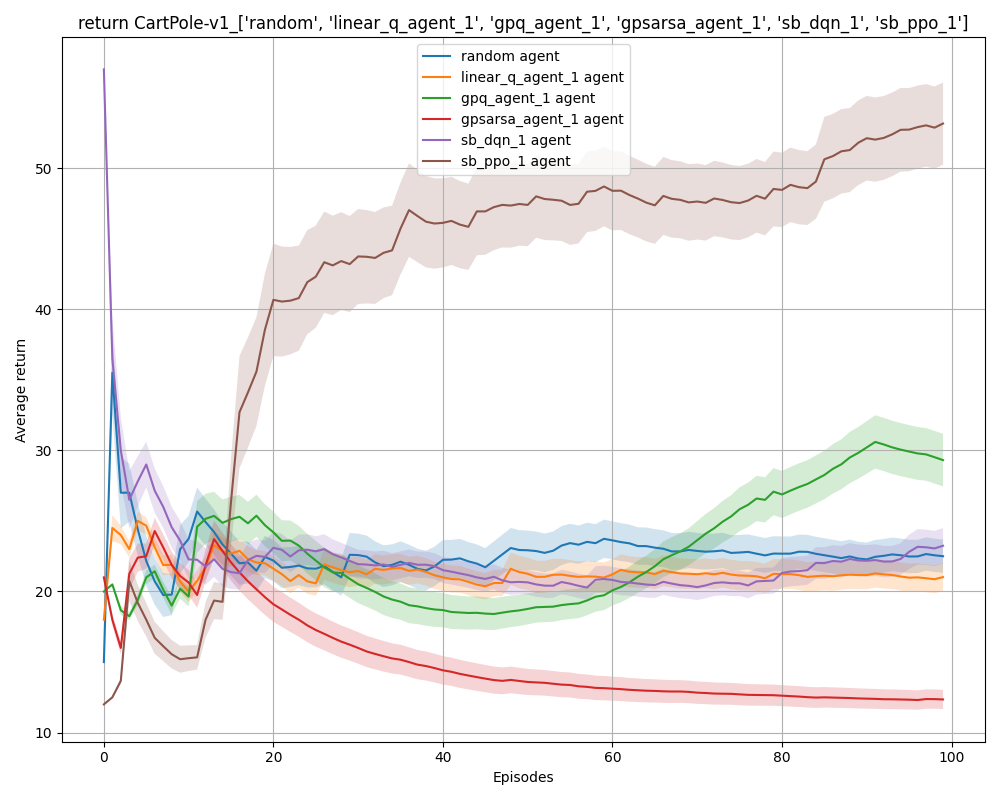 return CartPole-v1_['random', 'linear_q_agent_1', 'gpq_agent_1', 'gpsarsa_agent_1', 'sb_dqn_1', 'sb_ppo_1']
random agent
linear_q_agent_1 agent
gpq_agent_1 agent
gpsarsa_agent_1 agent
sb_dqn_1 agent
sb_ppo_1 agent
Average return
50
40
30
20
10
0 20 40 60 80 100
Episodes